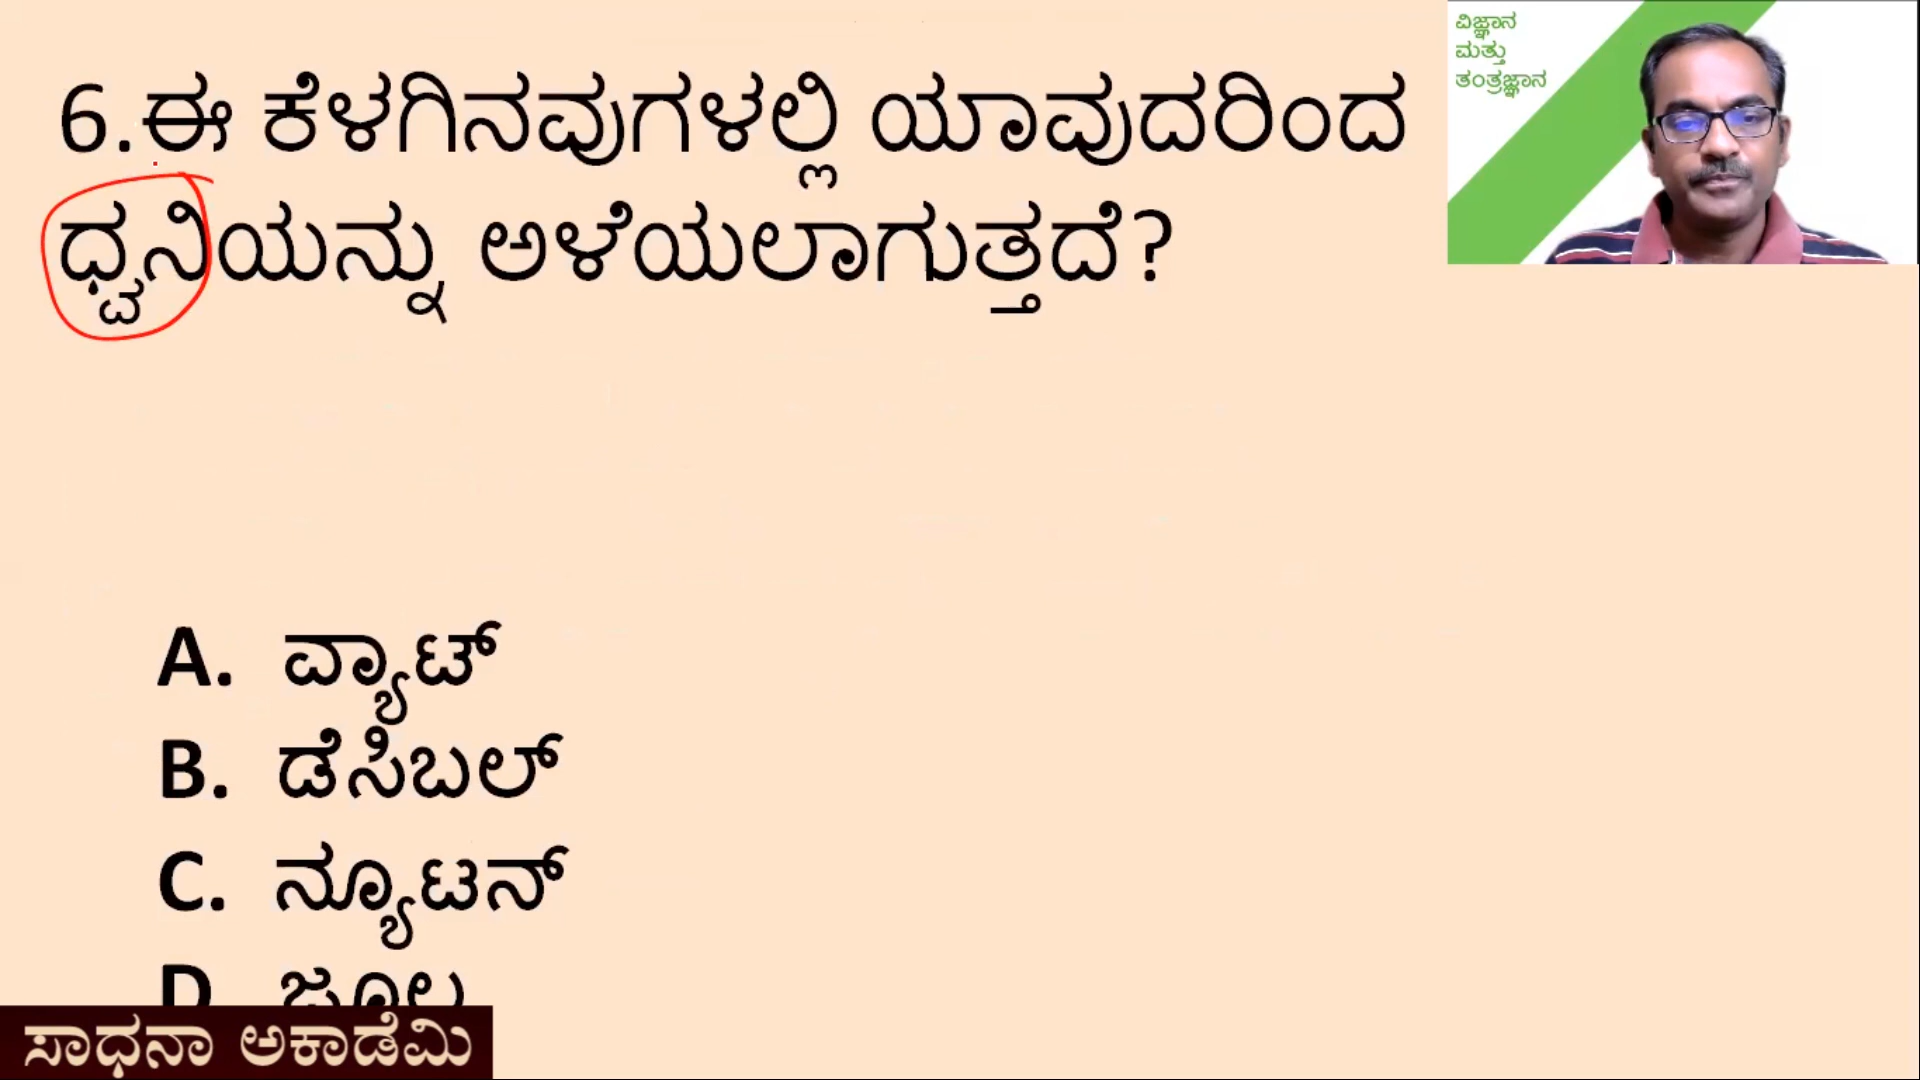 6.ಈ ಕೆಳಗಿನವುಗಳಲ್ಲಿ ಯಾವುದರಿಂದ
ಧ್ವನಿಯನ್ನು ಅಳೆಯಲಾಗುತ್ತದೆ?
ವಿಜ್ಞಾನ
ಮತ್ತು
ತಂತ್ರಜ್ಞಾನ
A. ವ್ಯಾಟ್
B. ಡೆಸಿಬಲ್
C. ನ್ಯೂಟನ್
D
ಸಾಧನಾ ಅಕಾಡೆಮಿ